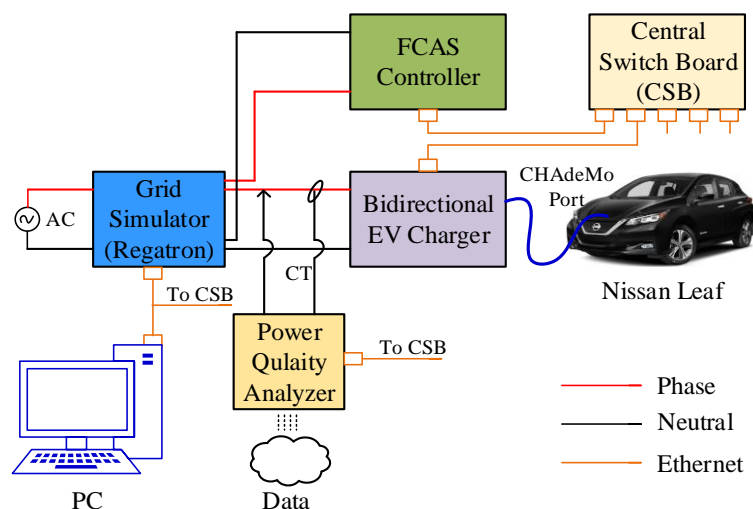 FCAS
Controller
Central
Switch Board
(CSB)
AC
Grid
Simulator
(Regatron)
Bidirectional
EV Charger
CHAdeMo
Port
Nissan Leaf
CT
To CSB
Power
Qulaity
Analyzer
To CSB
PC
Data
Phase
Neutral
Ethernet